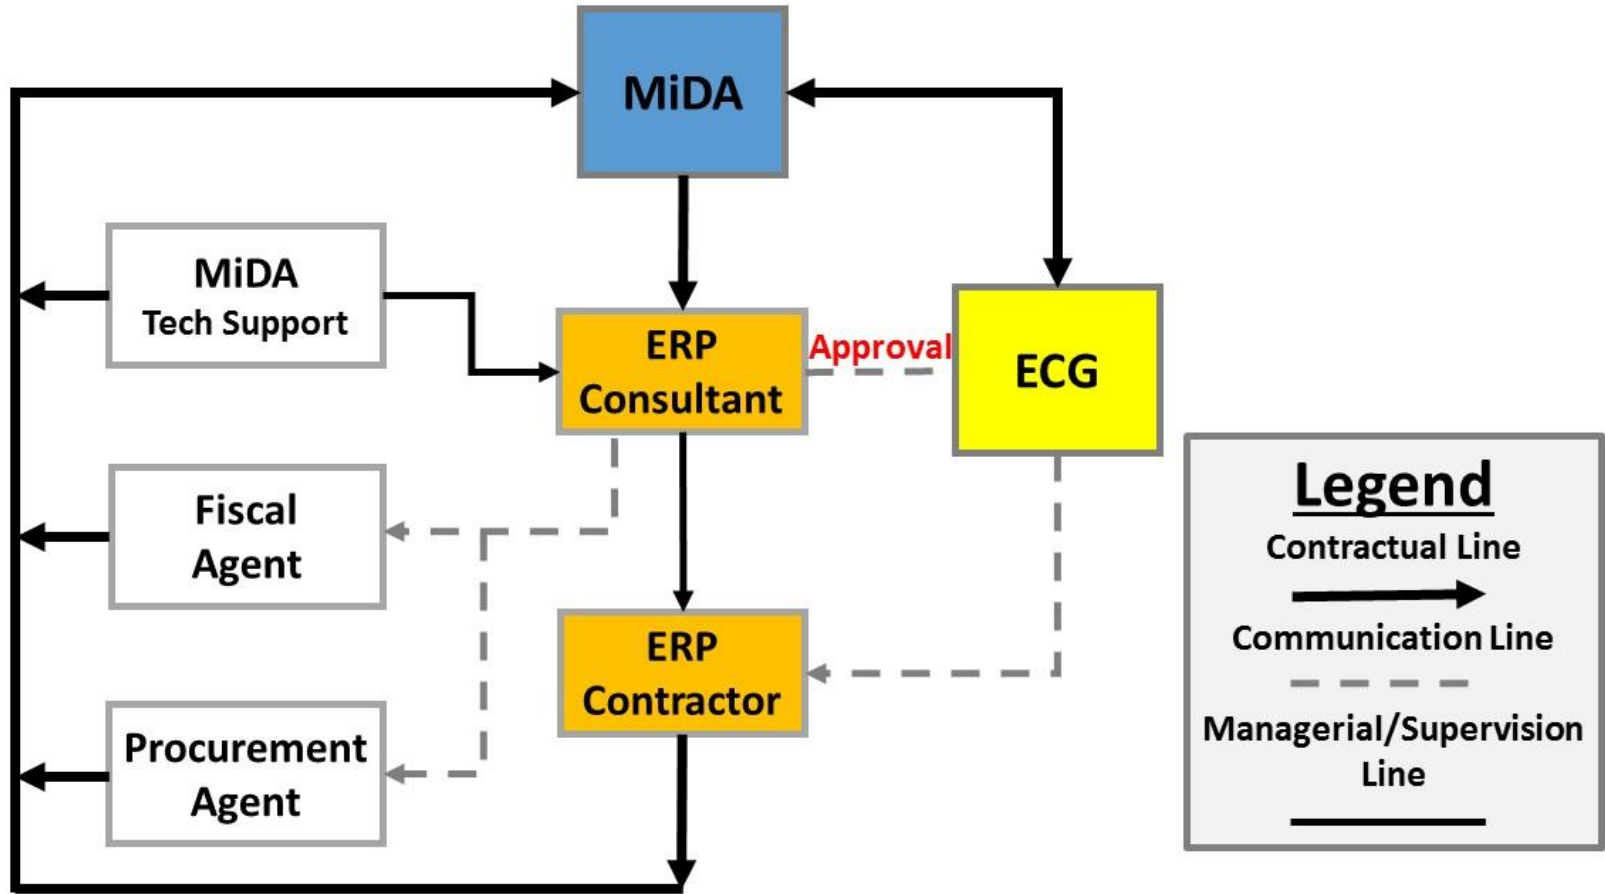 MiDA
MiDA
Tech Support
ERP
Consultant
Approval
ECG
Fiscal
Agent
ERP
Contractor
Procurement
Agent
Legend
Contractual Line
Communication Line
Managerial/Supervision
Line